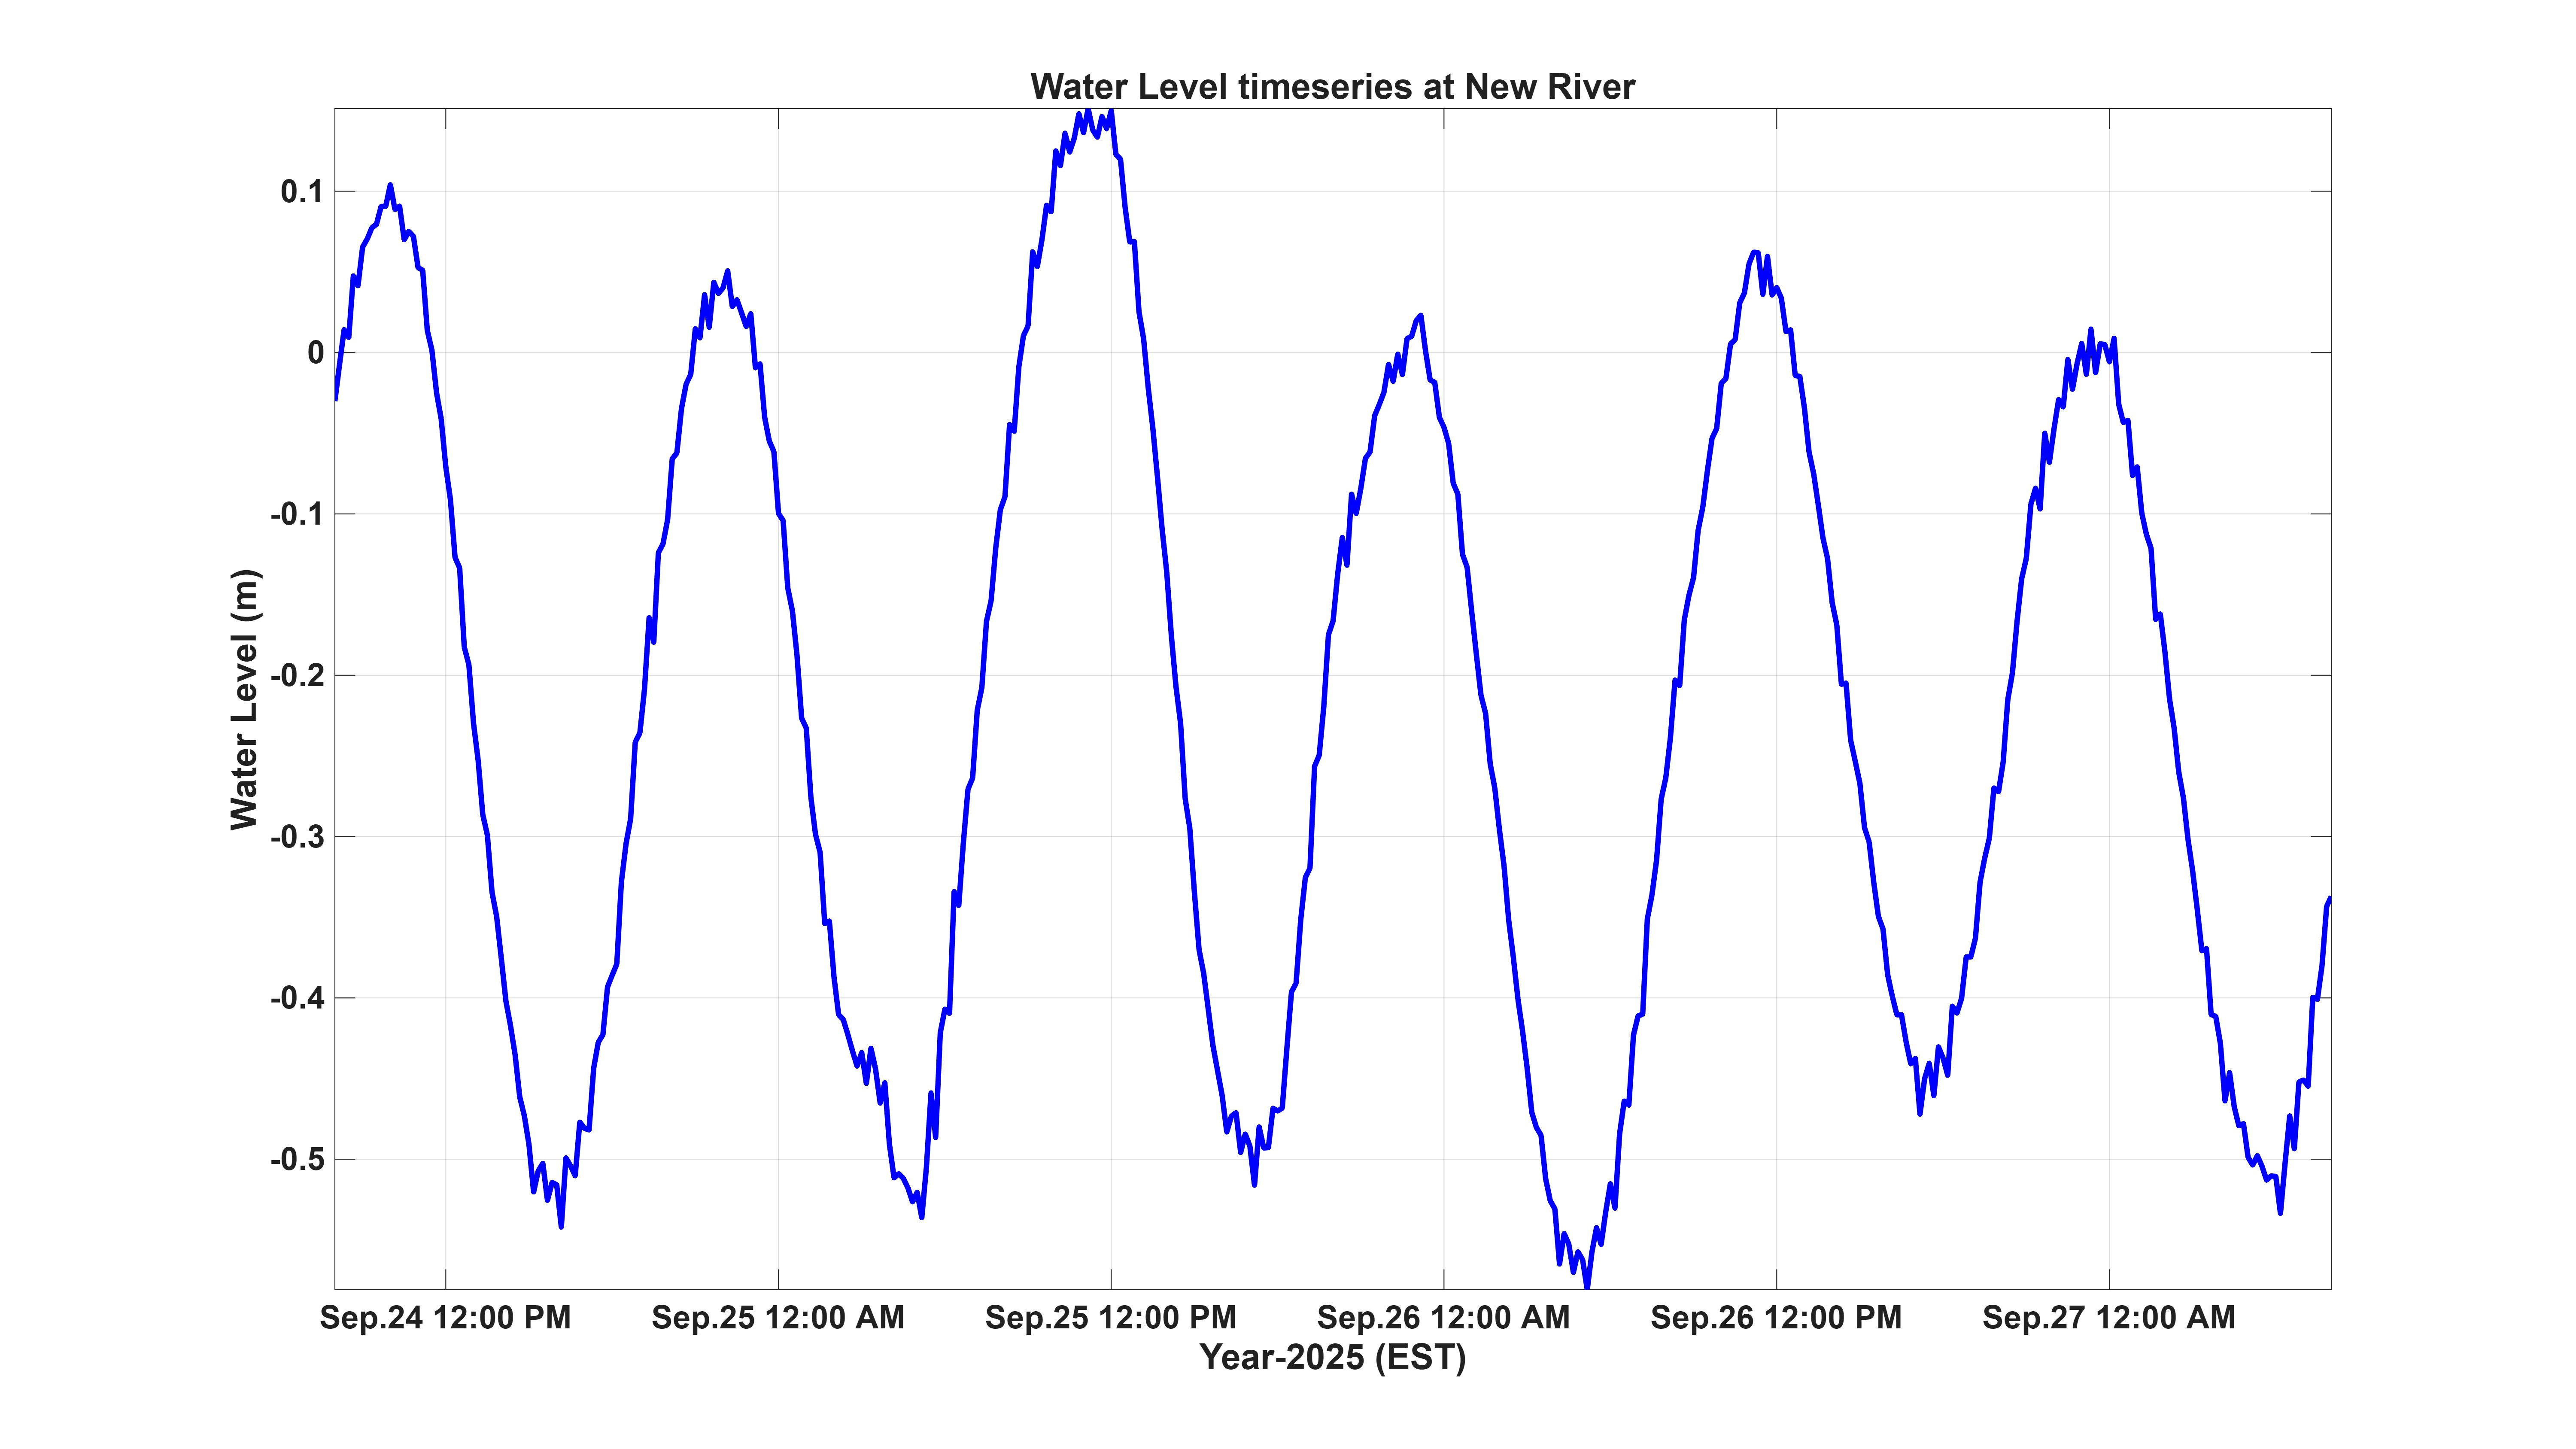 Water Level timeseries at New River
Water Level (m)
0.1
0
-0.1
-0.2
-0.3
-0.4
-0.5
Sep.24 12:00 PM
Sep.25 12:00 AM
Sep.25 12:00 PM
Sep.26 12:00 AM
Sep.26 12:00 PM
Sep.27 12:00 AM
Year-2025 (EST)